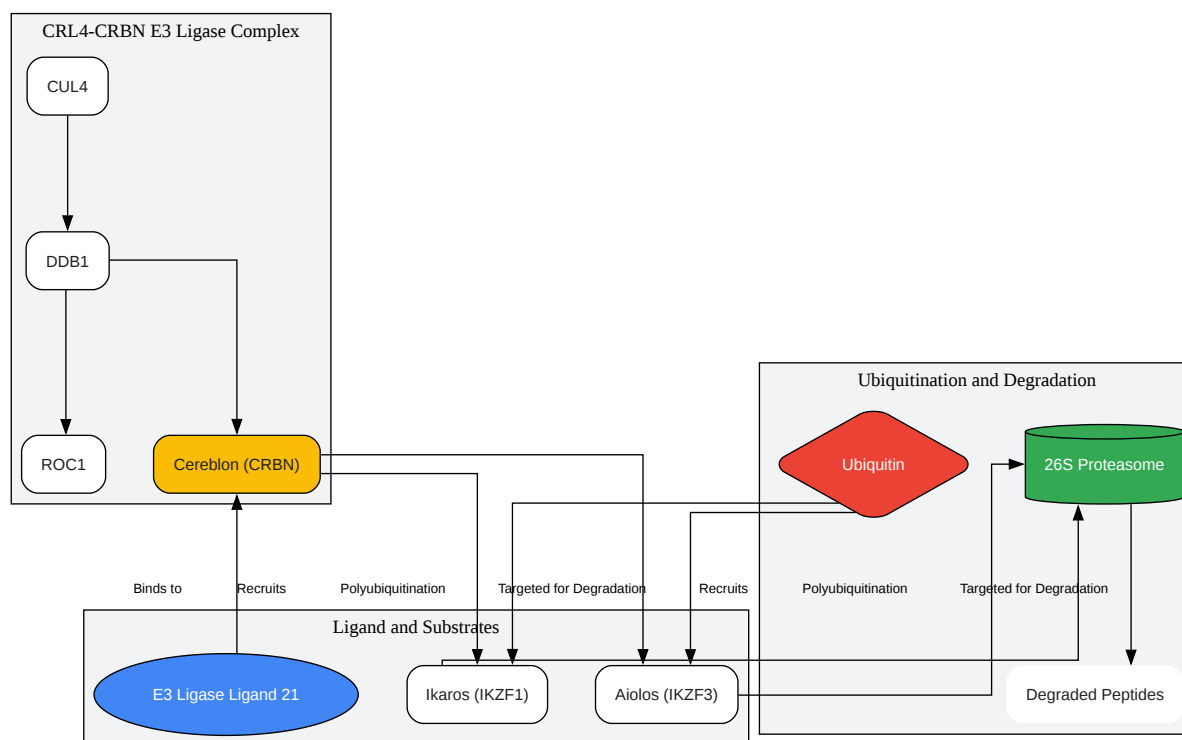 CRL4-CRBN E3 Ligase Complex
CUL4
DDB1
ROC1
Cereblon (CRBN)
Ubiquitination and Degradation
Ubiquitin
26S Proteasome
Binds to
Recruits
Polyubiquitination
Targeted for Degradation
Recruits
Polyubiquitination
Targeted for Degradation
Ligand and Substrates
E3 Ligase Ligand 21
Ikaros (IKZF1)
Aiolos (IKZF3)
Degraded Peptides